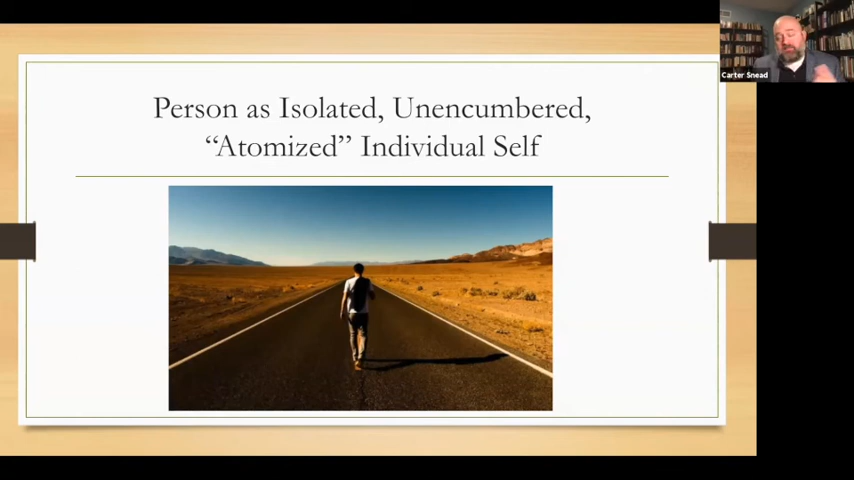 Person as Isolated, Unencumbered,
“Atomized” Individual Self
Carter Snead